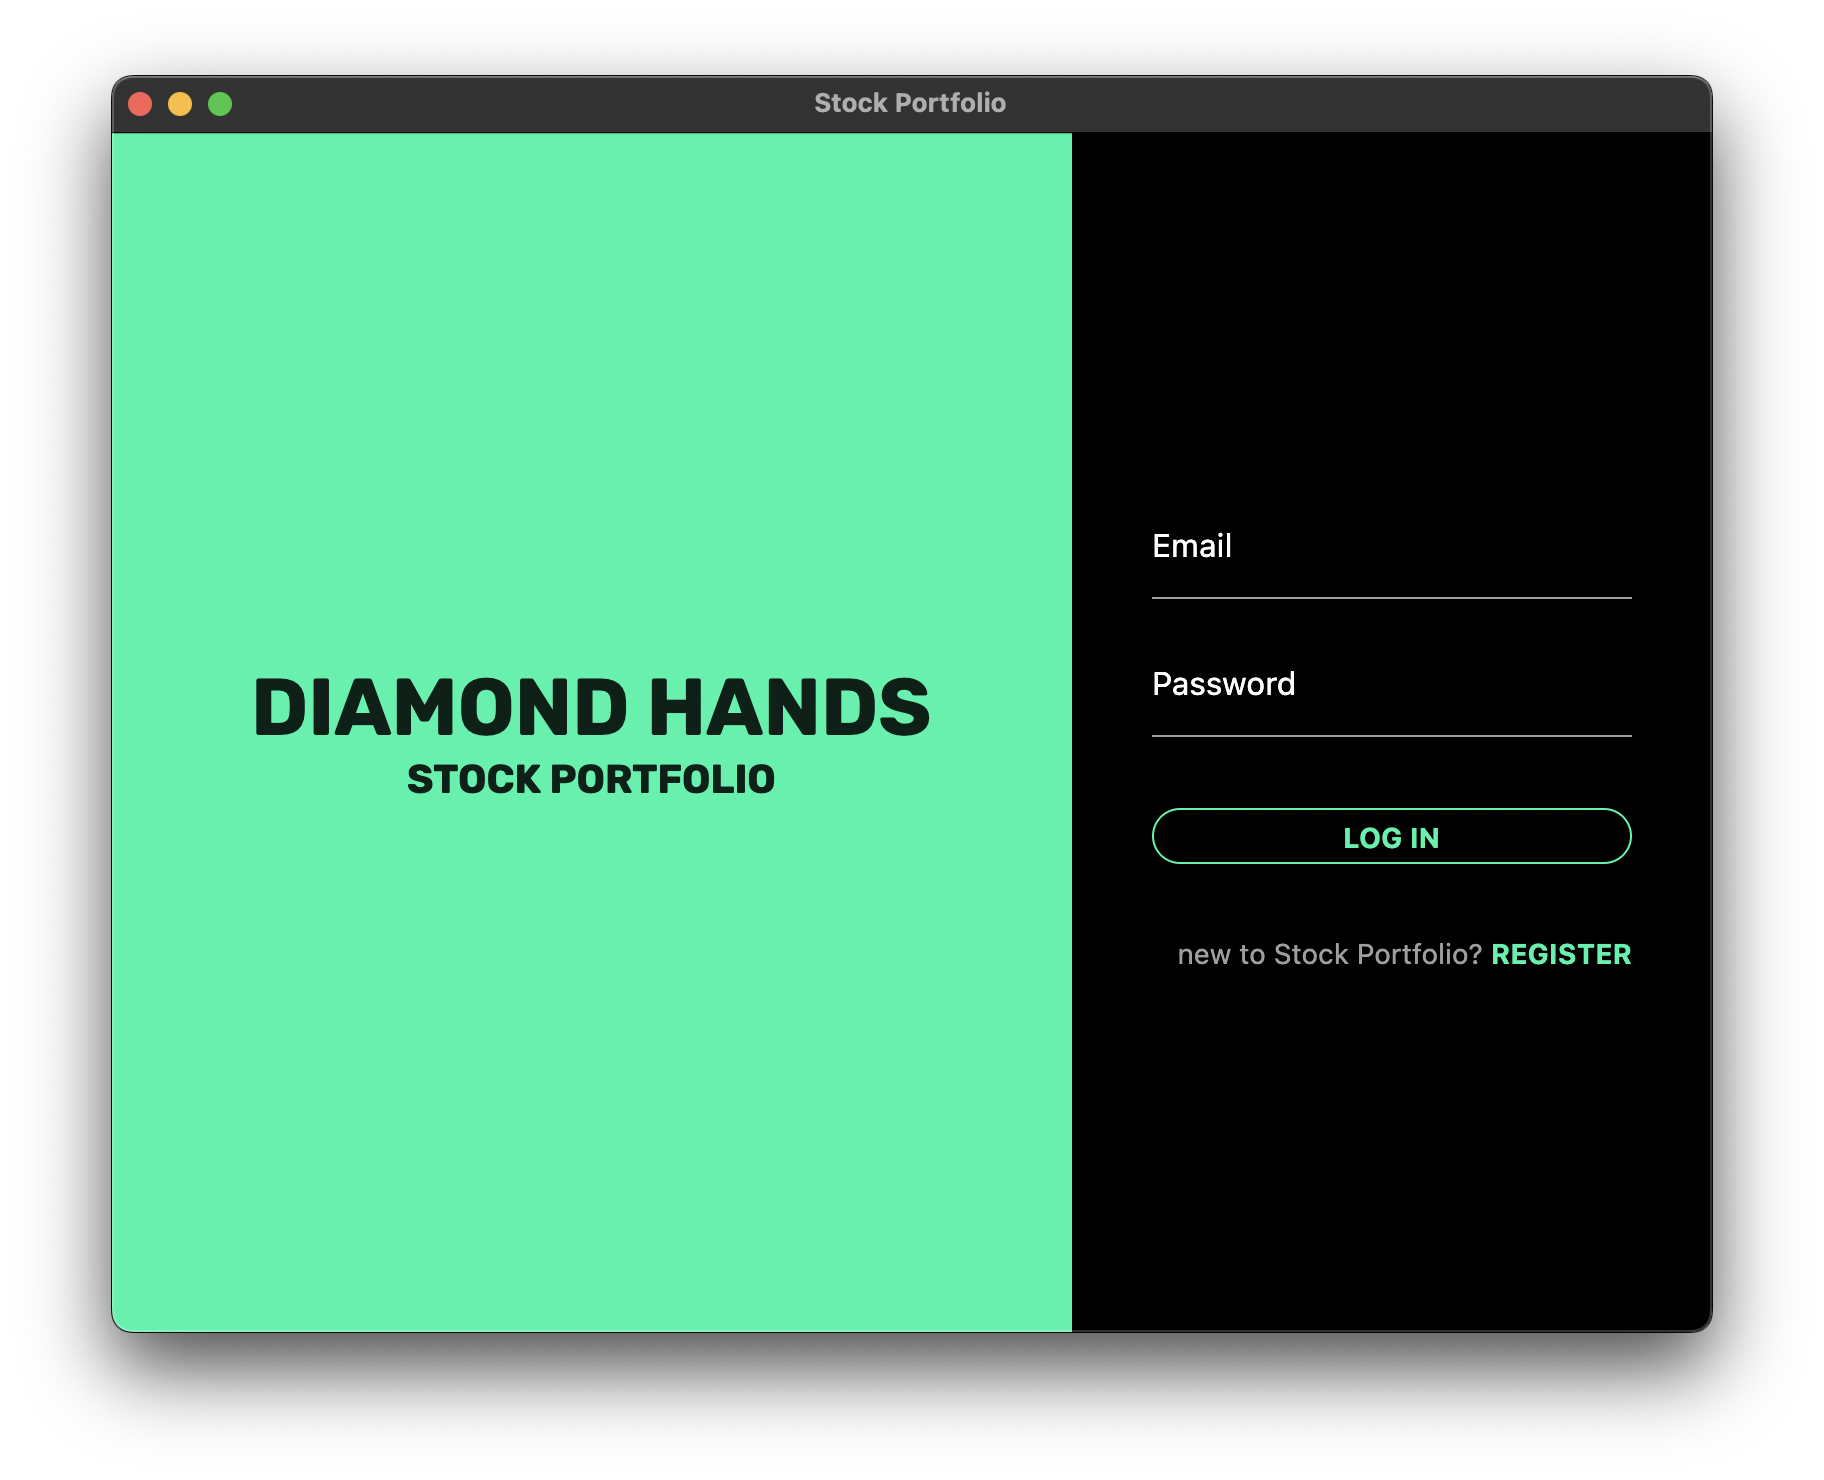 Stock Portfolio
DIAMOND HANDS
STOCK PORTFOLIO
Email
Password
LOG IN
new to Stock Portfolio? REGISTER